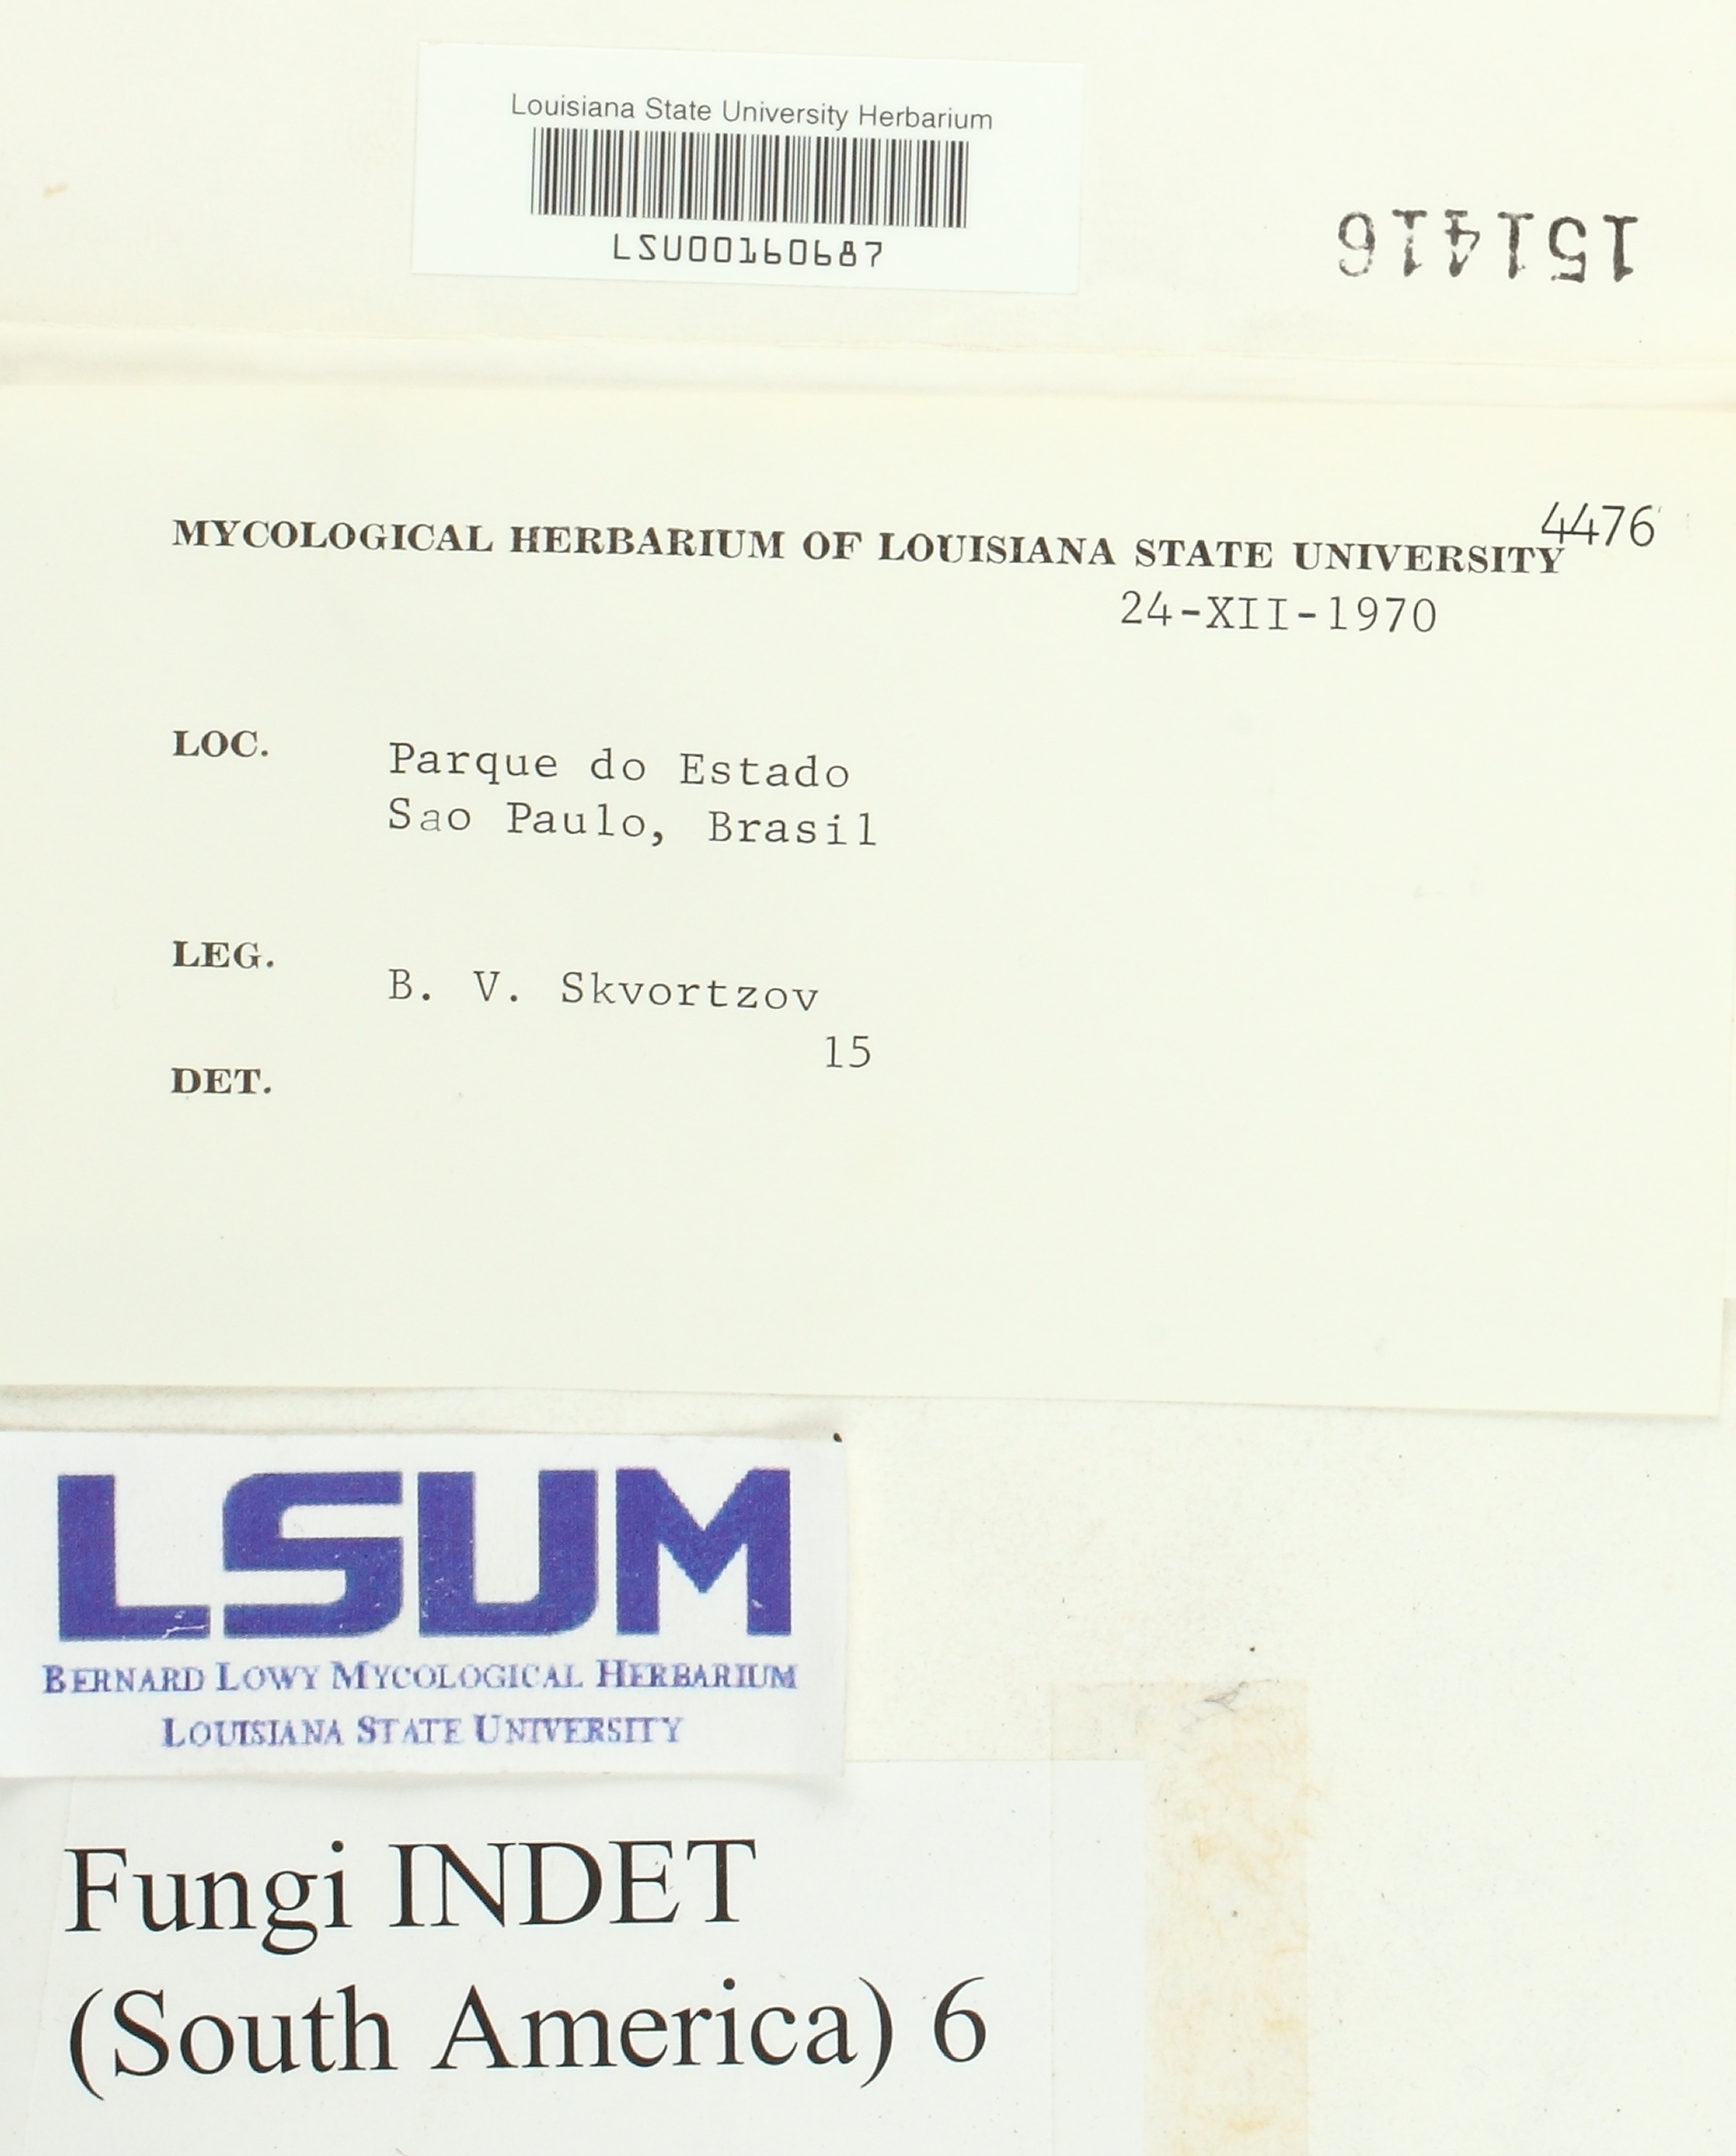 Louisiana State University Herbarium
LSU00160687
151416
4476
MYCOLOGICAL HERBARIUM OF LOUISIANA STATE UNIVERSITY
24-XII-1970
LOC. Parque do Estado
Sao Paulo, Brasil
LEG. B. V. Skvortzov
15
DET.
LSUM
BERNARD LOWY MYCOLOGICAL HERBARIUM
LOUISIANA STATE UNIVERSITY
Fungi INDET
(South America) 6